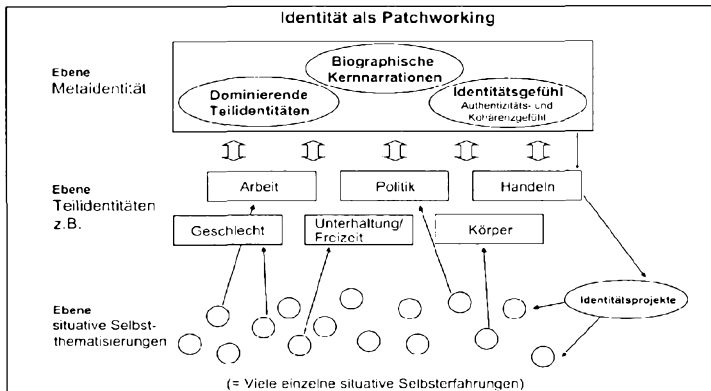 Identität als Patchworking
Ebene
Metaidentität
Biographische
Kernnarrationen
Dominierende
Teilidentitäten
Identitätsgefühl
Authentizitäts- und
Kohärenzgefühl
Ebene
Teilidentitäten
z.B.
Arbeit
Politik
Handeln
Geschlecht
Unterhaltung/
Freizeit
Körper
Identitätsprojekte
Ebene
situative Selbst-
thematisierungen
(= Viele einzelne situative Selbsterfahrungen)